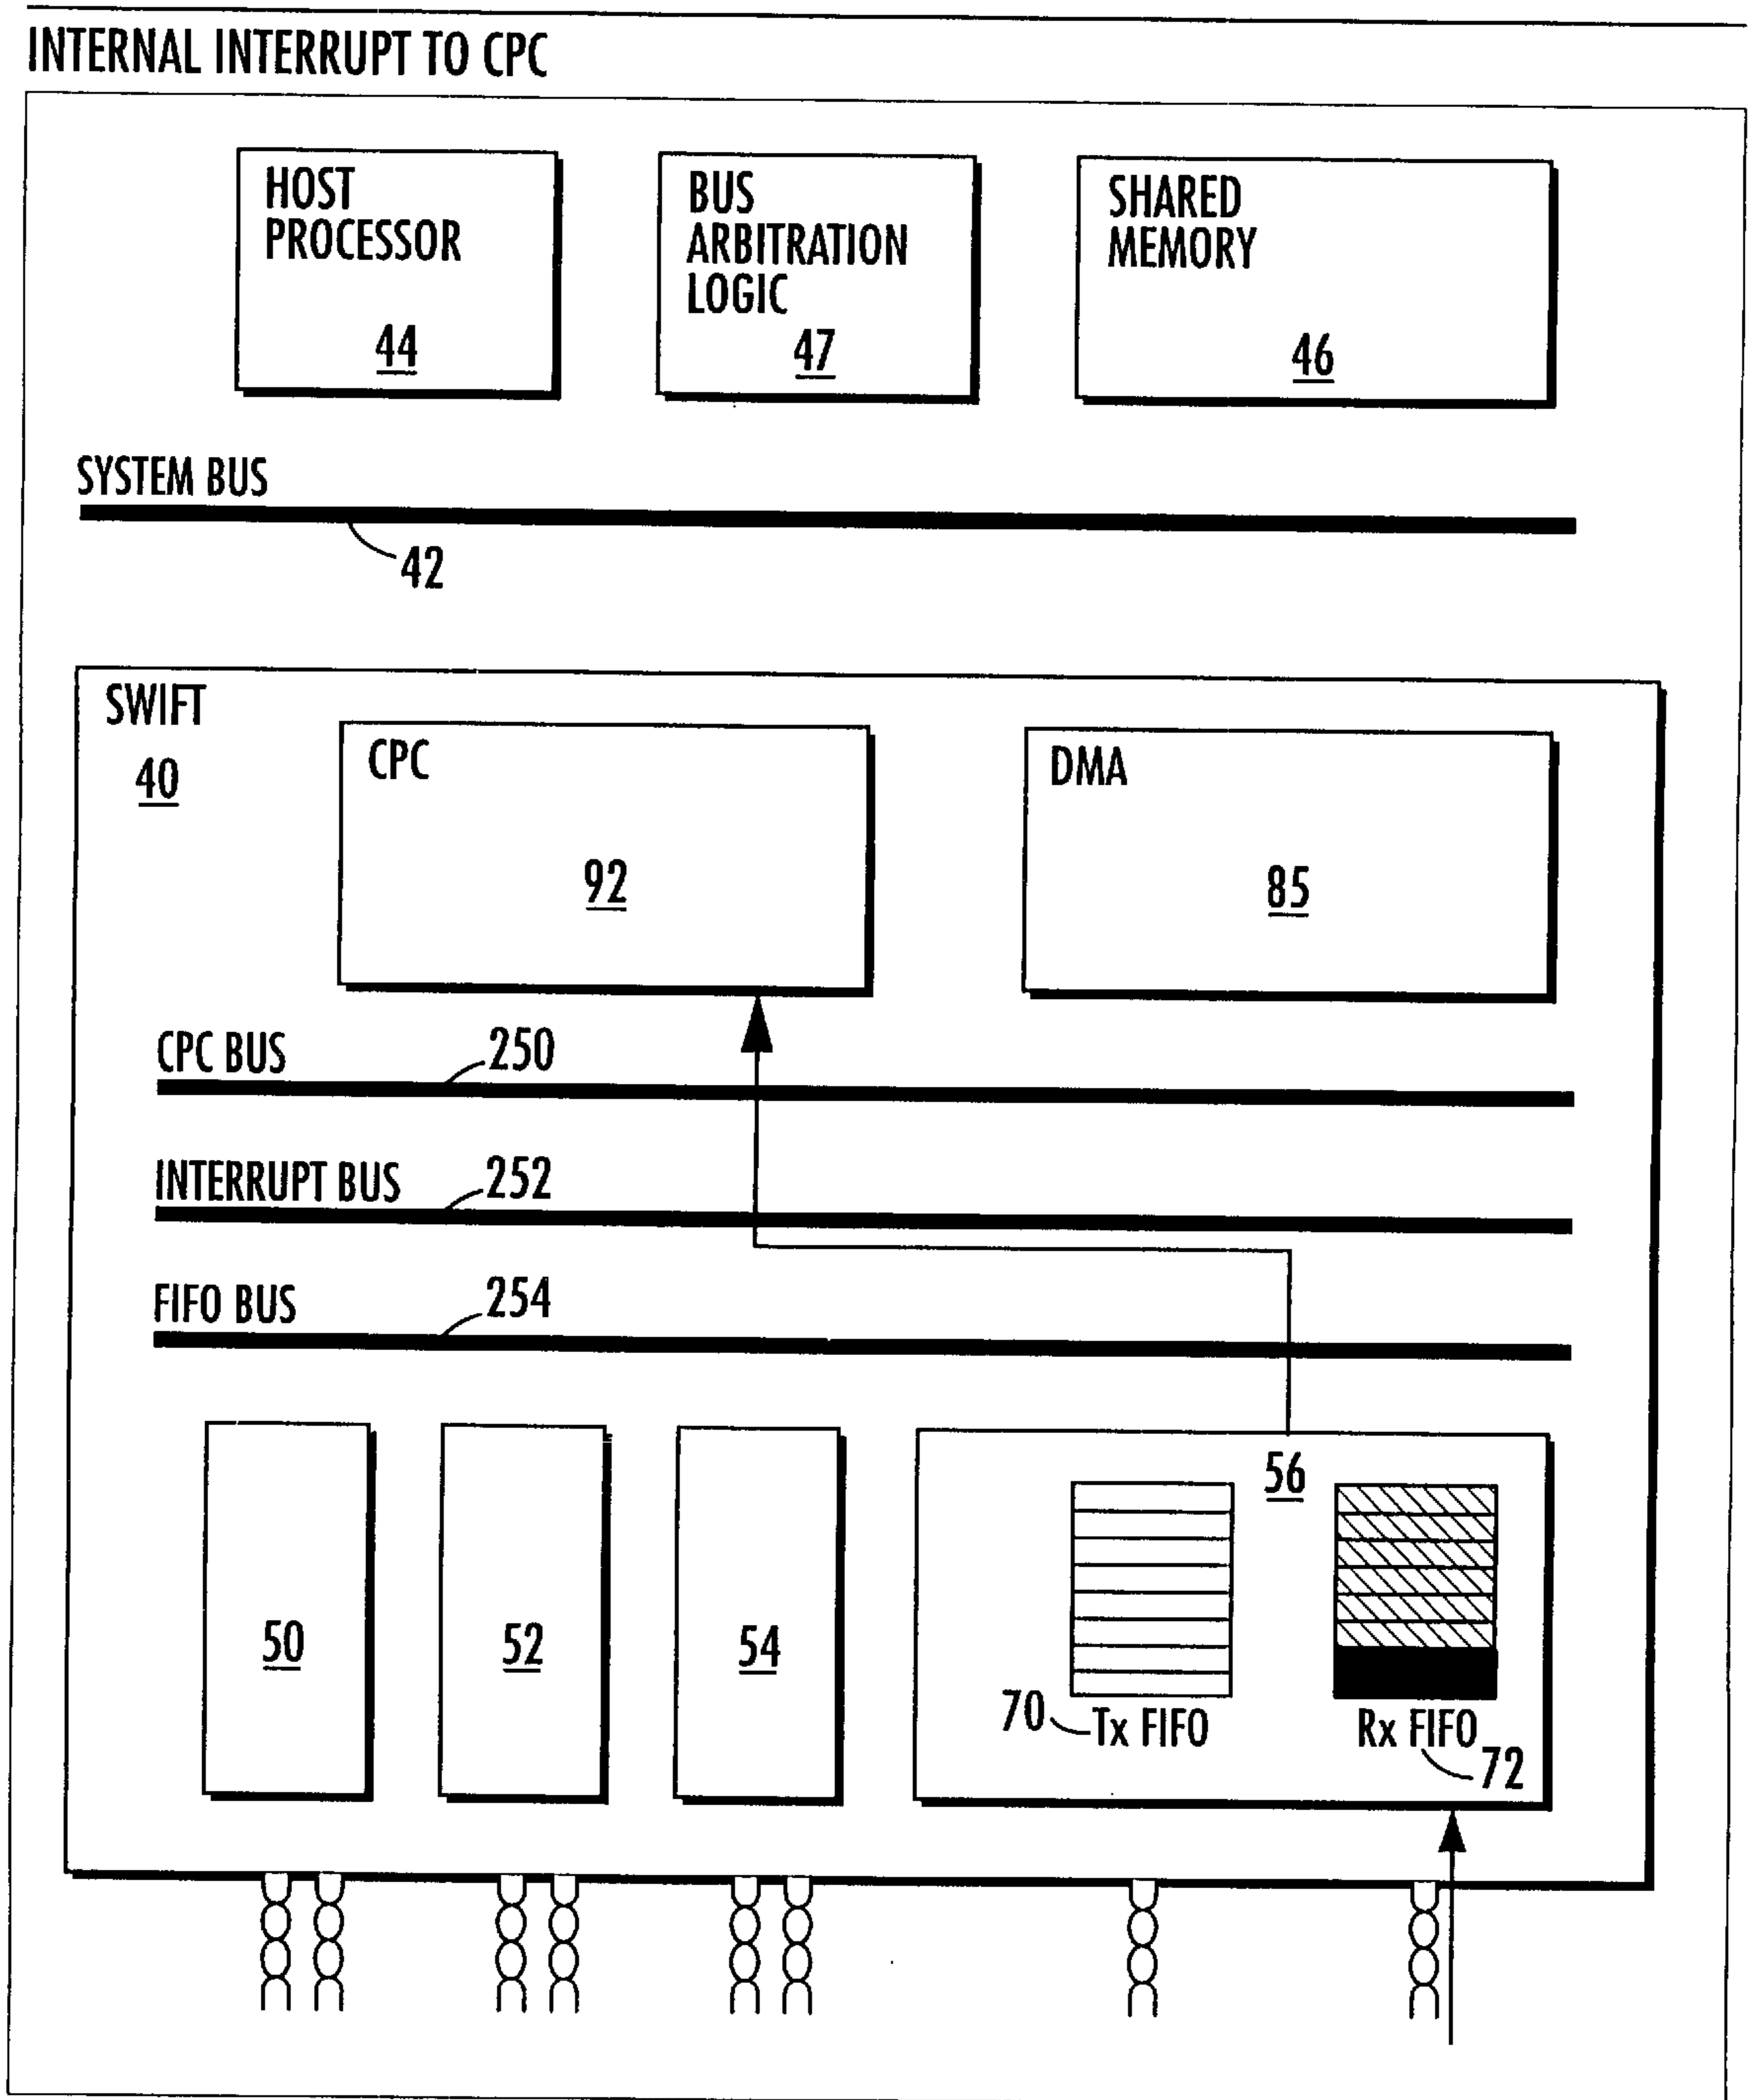 INTERNAL INTERRUPT TO CPC
HOST
PROCESSOR
44
BUS
ARBITRATION
LOGIC
47
SHARED
MEMORY
46
SYSTEM BUS
42
SWIFT
40
CPC
92
DMA
85
CPC BUS
250
INTERRUPT BUS
252
FIFO BUS
254
50
52
54
56
70
Tx FIFO
Rx FIFO
72